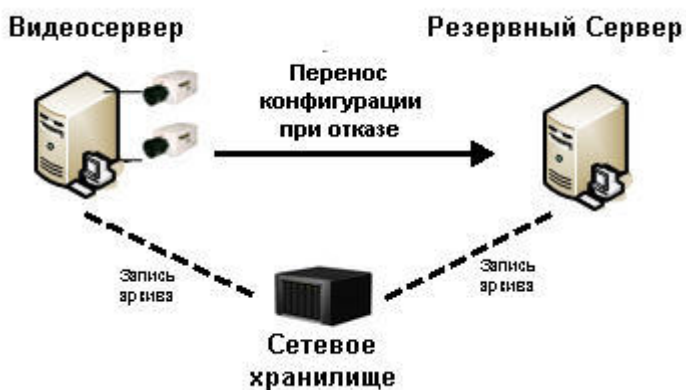 Видеосервер
Резервный Сервер
Перенос
конфигурации
при отказе
Запись
архива
Запись
архива
Сетевое
хранилище